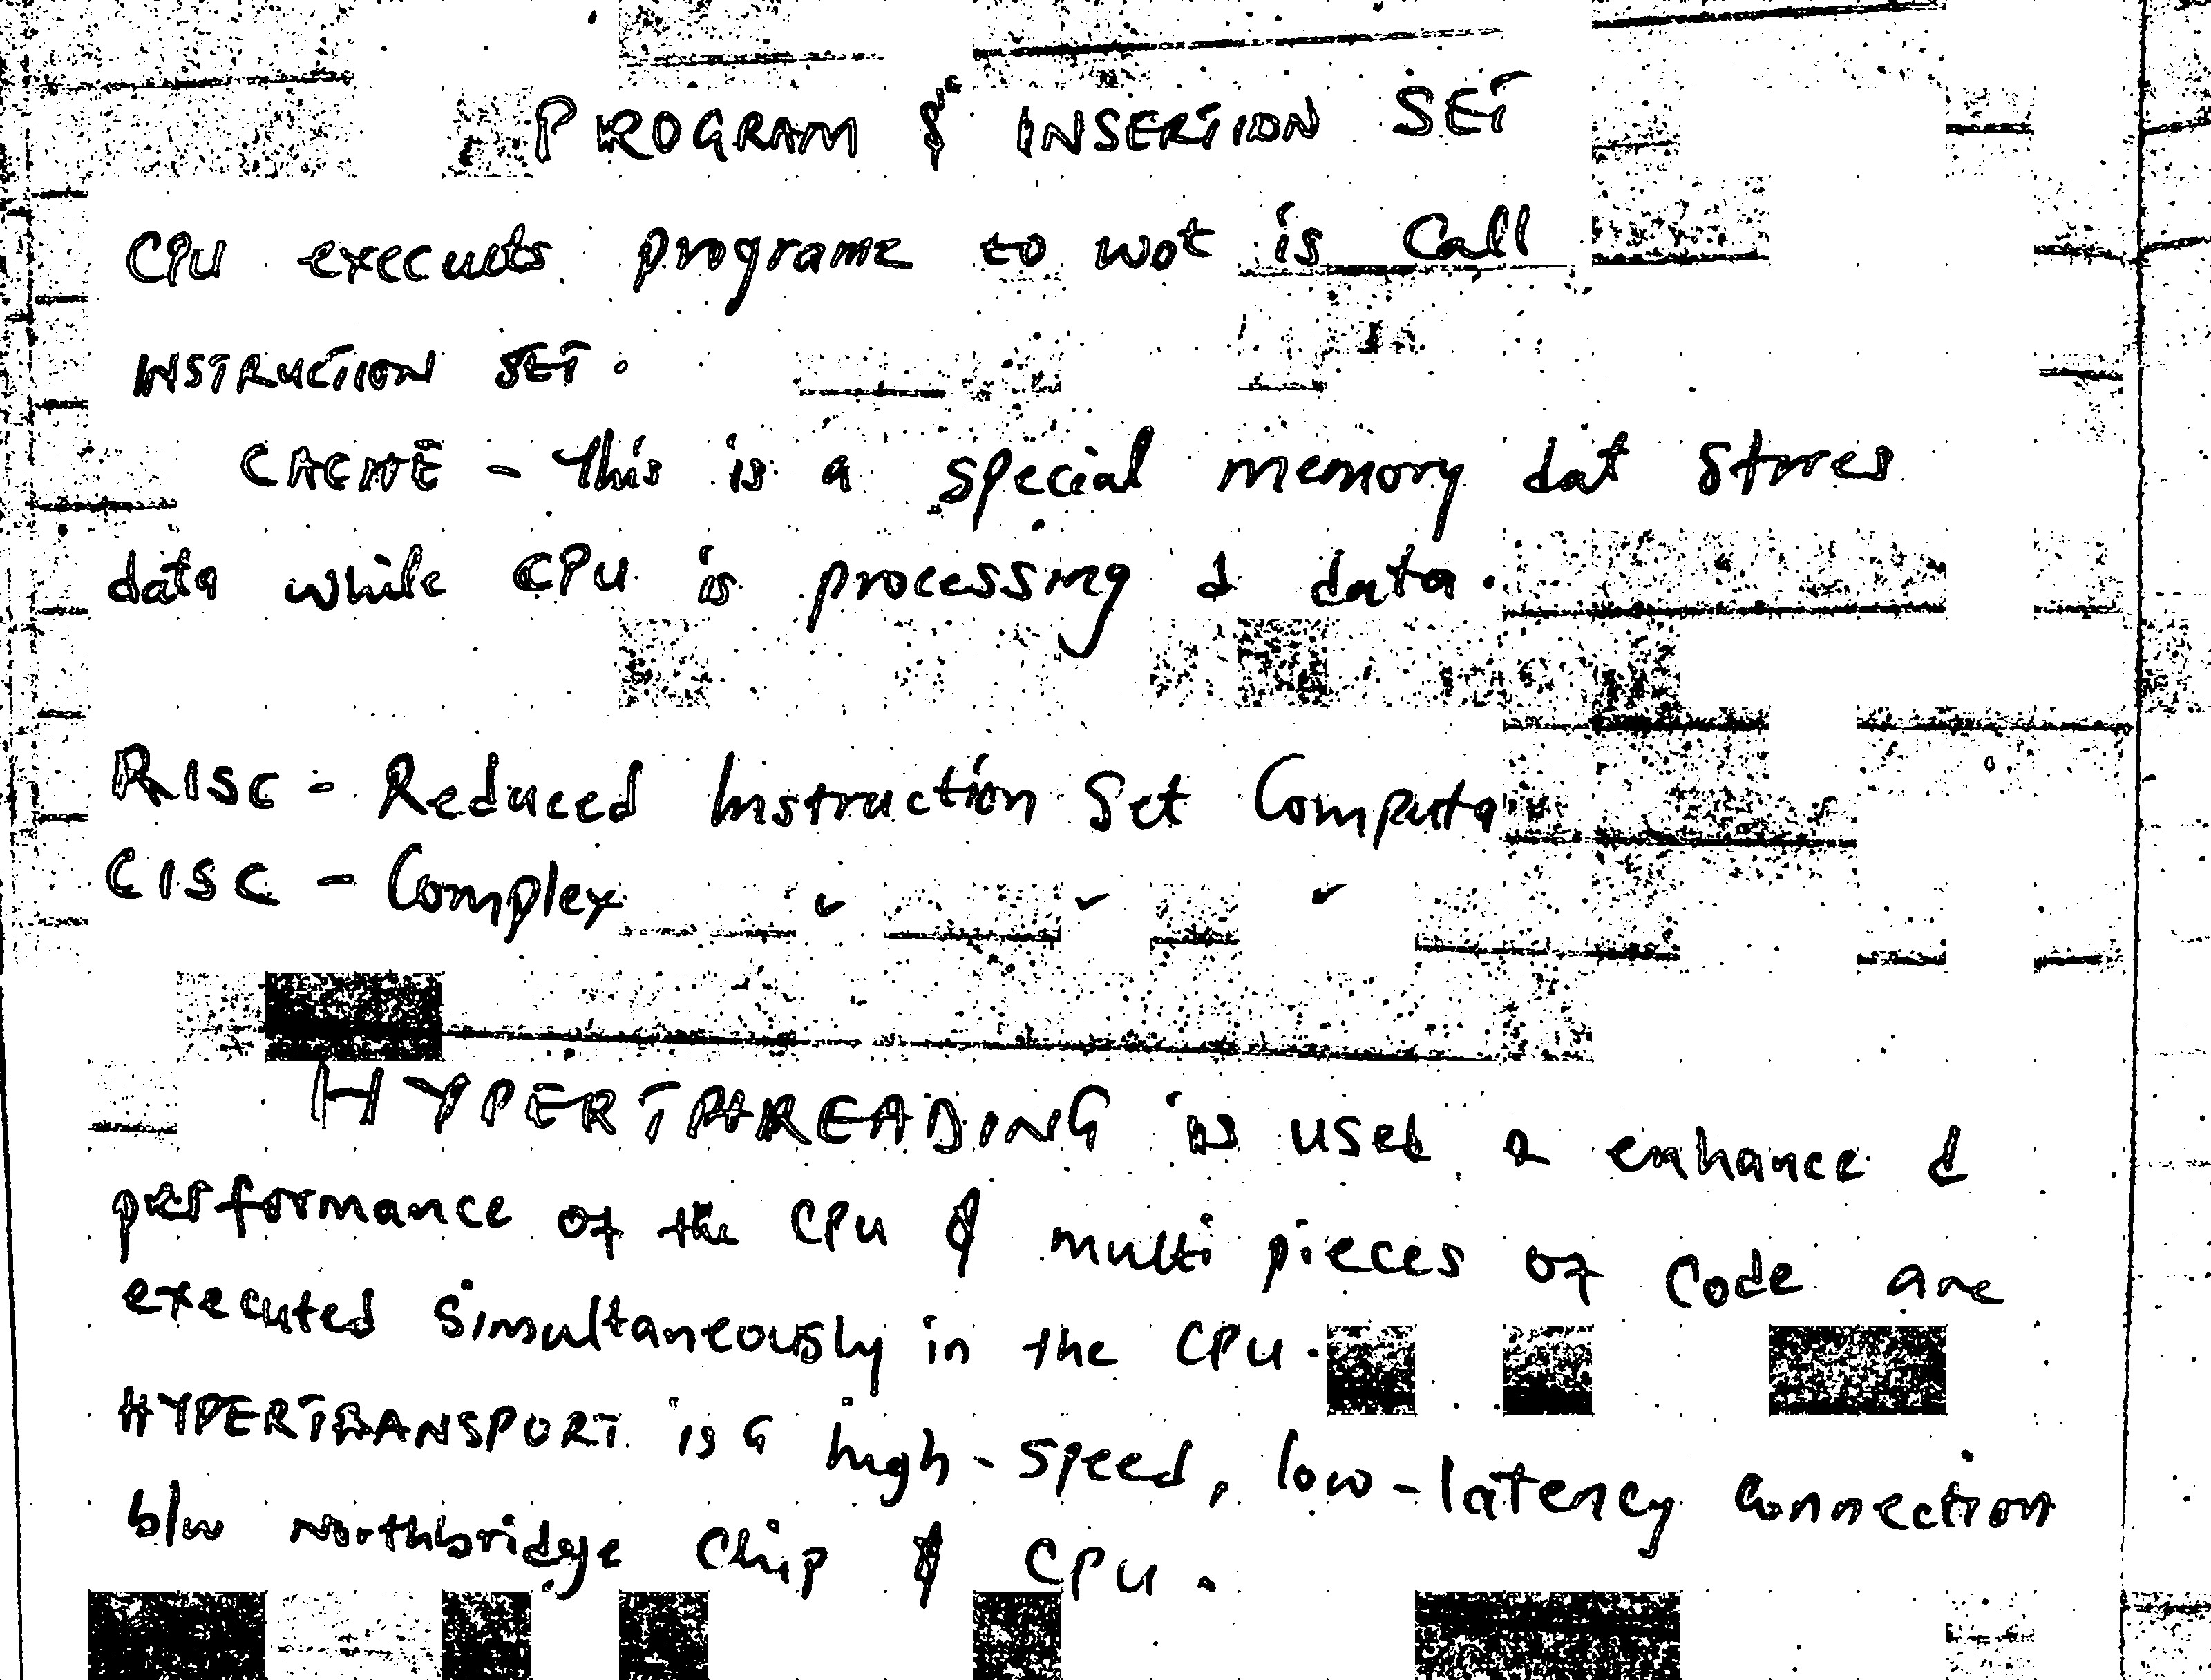 PROGRAM & INSERTION SET
CPU executs programe to wot is call
INSTRUCTION SET.
CACHE - This is a special memory dat stores
data while CPU is processing d data.
RISC - Reduced Instruction Set Computer
CISC - Complex " " "
HYPERTHREADING is used 2 enhance d
performance of the CPU & multi pieces of code are
executed simultaneously in the CPU.
HYPERTRANSPORT is a high-speed, low-latency connection
b/w Northbridge chip & CPU.